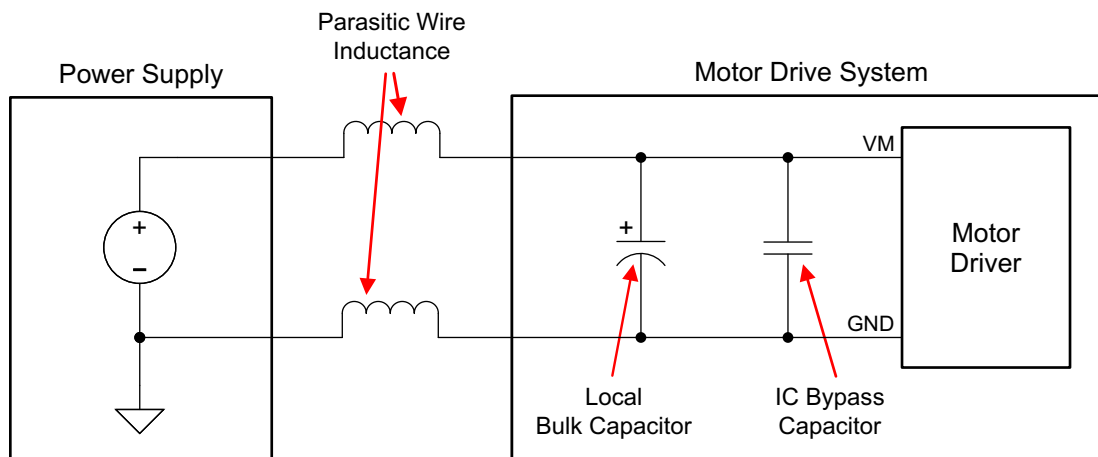 Parasitic Wire
Inductance
Power Supply
Motor Drive System
VM
+
–
+
Motor
Driver
GND
Local
Bulk Capacitor
IC Bypass
Capacitor